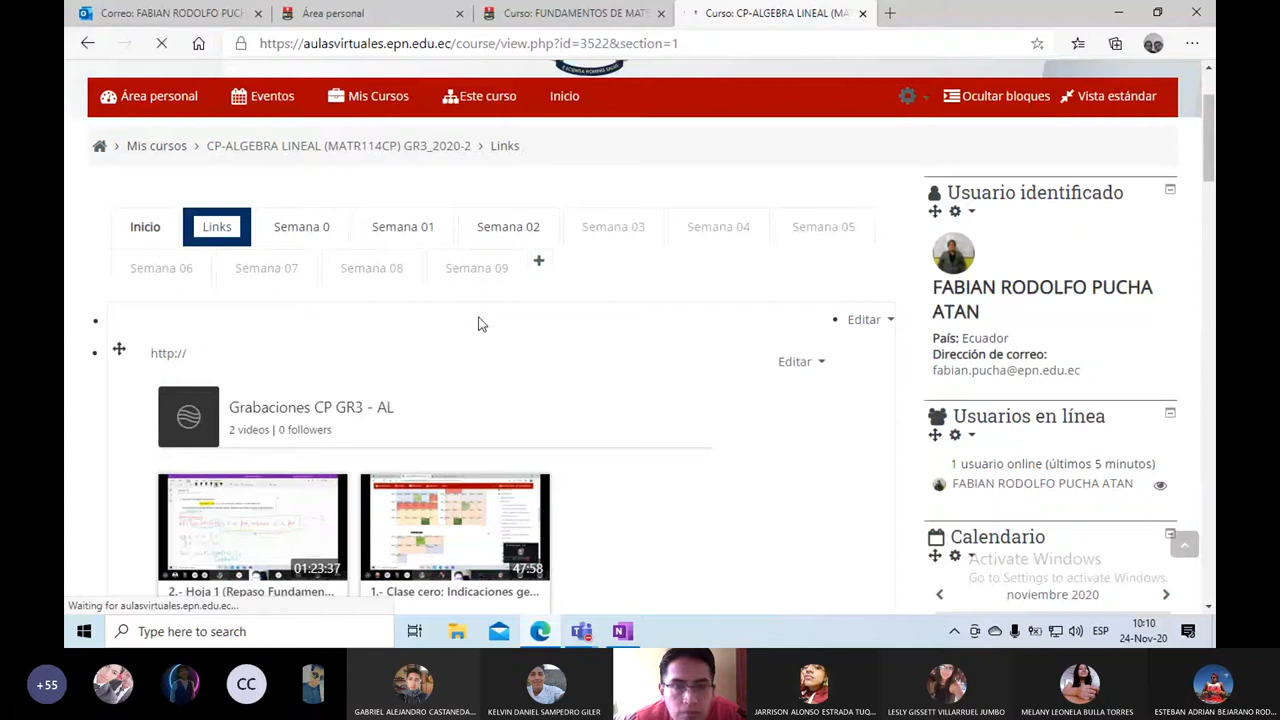 Correo: FABIAN RODOLFO PUCH
Área personal
Curso: FUNDAMENTOS DE MATE
Curso: CP-ALGEBRA LINEAL (MA
https://aulasvirtuales.epn.edu.ec/course/view.php?id=3522&section=1
Área personal
Eventos
Mis Cursos
Este curso
Inicio
Ocultar bloques
Vista estándar
Mis cursos › CP-ALGEBRA LINEAL (MATR114CP) GR3_2020-2 › Links
Inicio
Links
Semana 0
Semana 01
Semana 02
Semana 03
Semana 04
Semana 05
Semana 06
Semana 07
Semana 08
Semana 09
Editar
http://
Editar
Grabaciones CP GR3 - AL
2 videos | 0 followers
01:23:37
47:58
2.- Hoja 1 (Repaso Fundamen...
1.- Clase cero; Indicaciones ge...
Usuario identificado
FABIAN RODOLFO PUCHA
ATAN
País: Ecuador
Dirección de correo:
fabian.pucha@epn.edu.ec
Usuarios en línea
1 usuario online (últimos 5 minutos)
FABIAN RODOLFO PUCHA ATAN
Calendario
Activate Windows
Go to Settings to activate Windows.
noviembre 2020
Waiting for aulasvirtuales.epn.edu.ec...
Type here to search
ESP
10:10
24-Nov-20
+55
CC
GABRIEL ALEJANDRO CASTANEDA...
KELVIN DANIEL SAMPEDRO GILER
JARRISON ALONSO ESTRADA TUQ...
LESLY GISSETT VILLARRUEL JUMBO
MELANY LEONELA BULLA TORRES
ESTEBAN ADRIAN BEJARANO ROD...